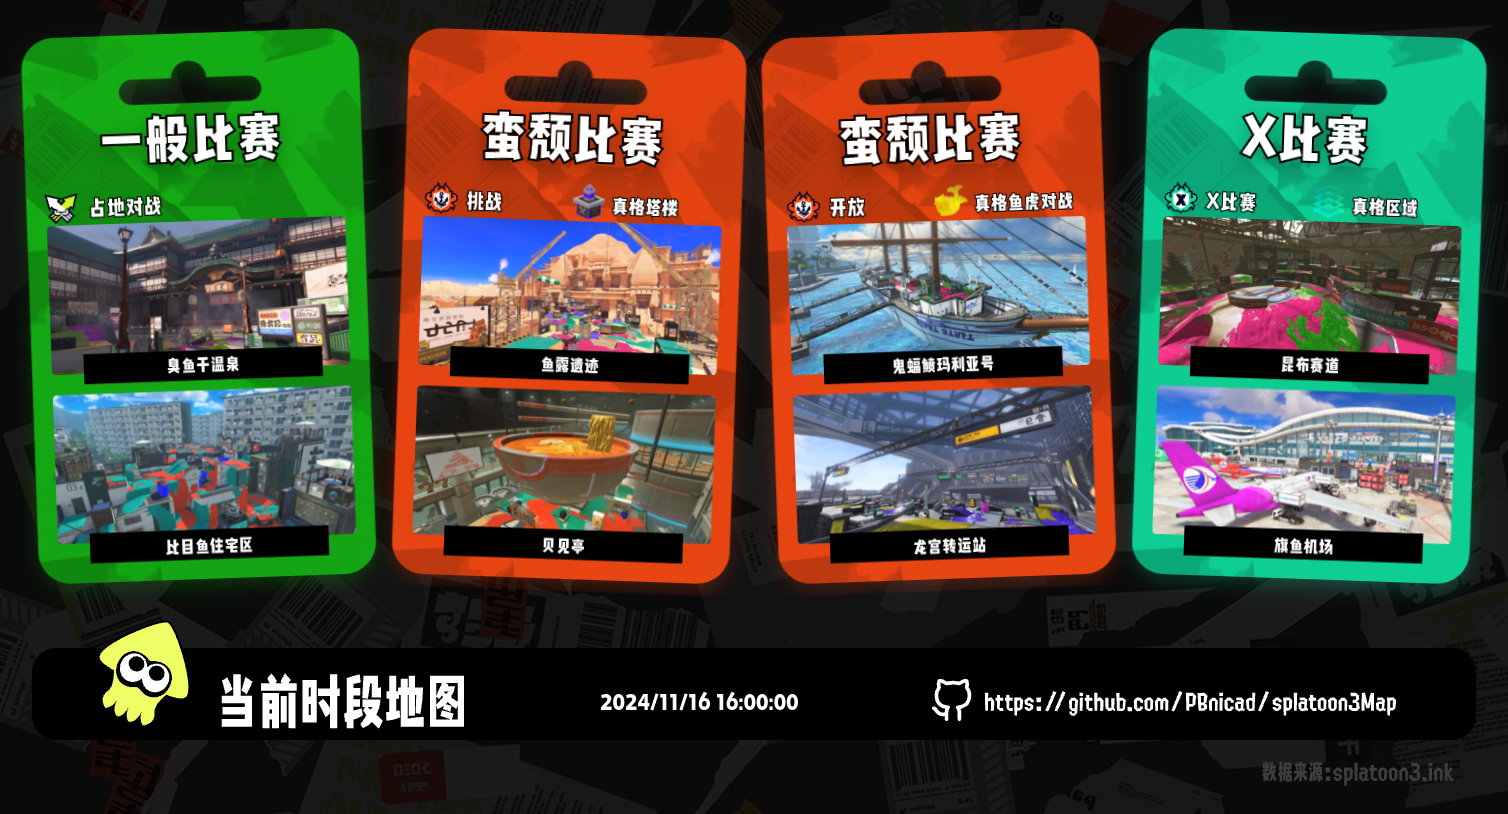 一般比赛
占地对战
臭鱼干温泉
比目鱼住宅区
蛮颓比赛
挑战
真格塔楼
鱼露遗迹
贝见亭
蛮颓比赛
开放
真格鱼虎对战
鬼蝠鲼玛利亚号
龙宫转运站
X比赛
X比赛
真格区域
昆布赛道
旗鱼机场
当前时段地图
2024/11/16 16:00:00
https://github.com/PBnicad/splatoon3Map
数据来源:splatoon3.ink